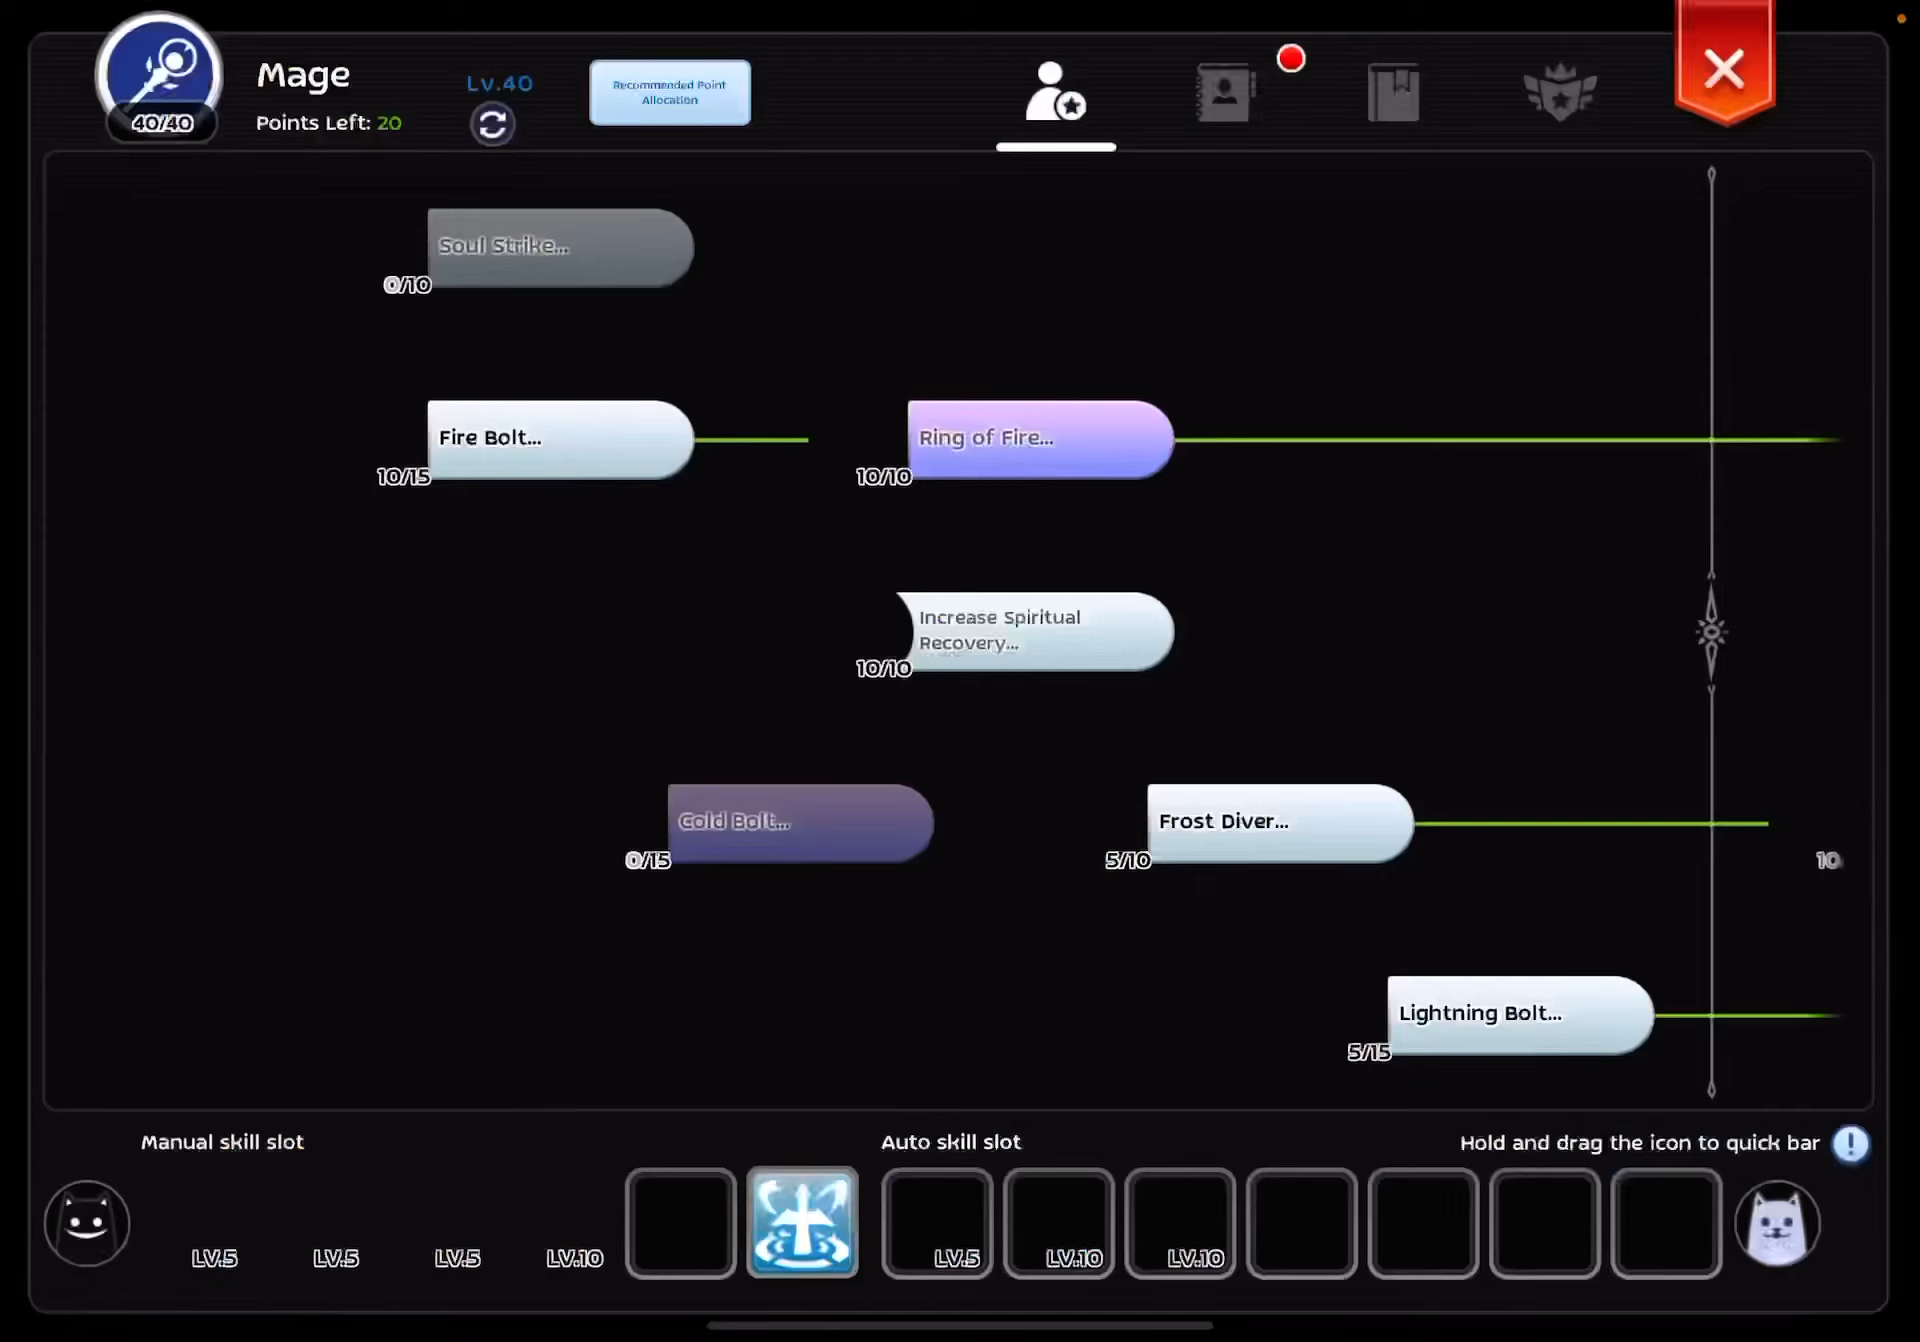 Mage
Lv.40
Recommended Point
Allocation
40/40
Points Left: 20
Soul Strike...
0/10
Fire Bolt...
10/15
Ring of Fire...
10/10
Increase Spiritual
Recovery...
10/10
Cold Bolt...
0/15
Frost Diver...
5/10
10
Lightning Bolt...
5/15
Manual skill slot
Auto skill slot
Hold and drag the icon to quick bar
LV.5
LV.5
LV.5
LV.10
LV.5
LV.10
LV.10